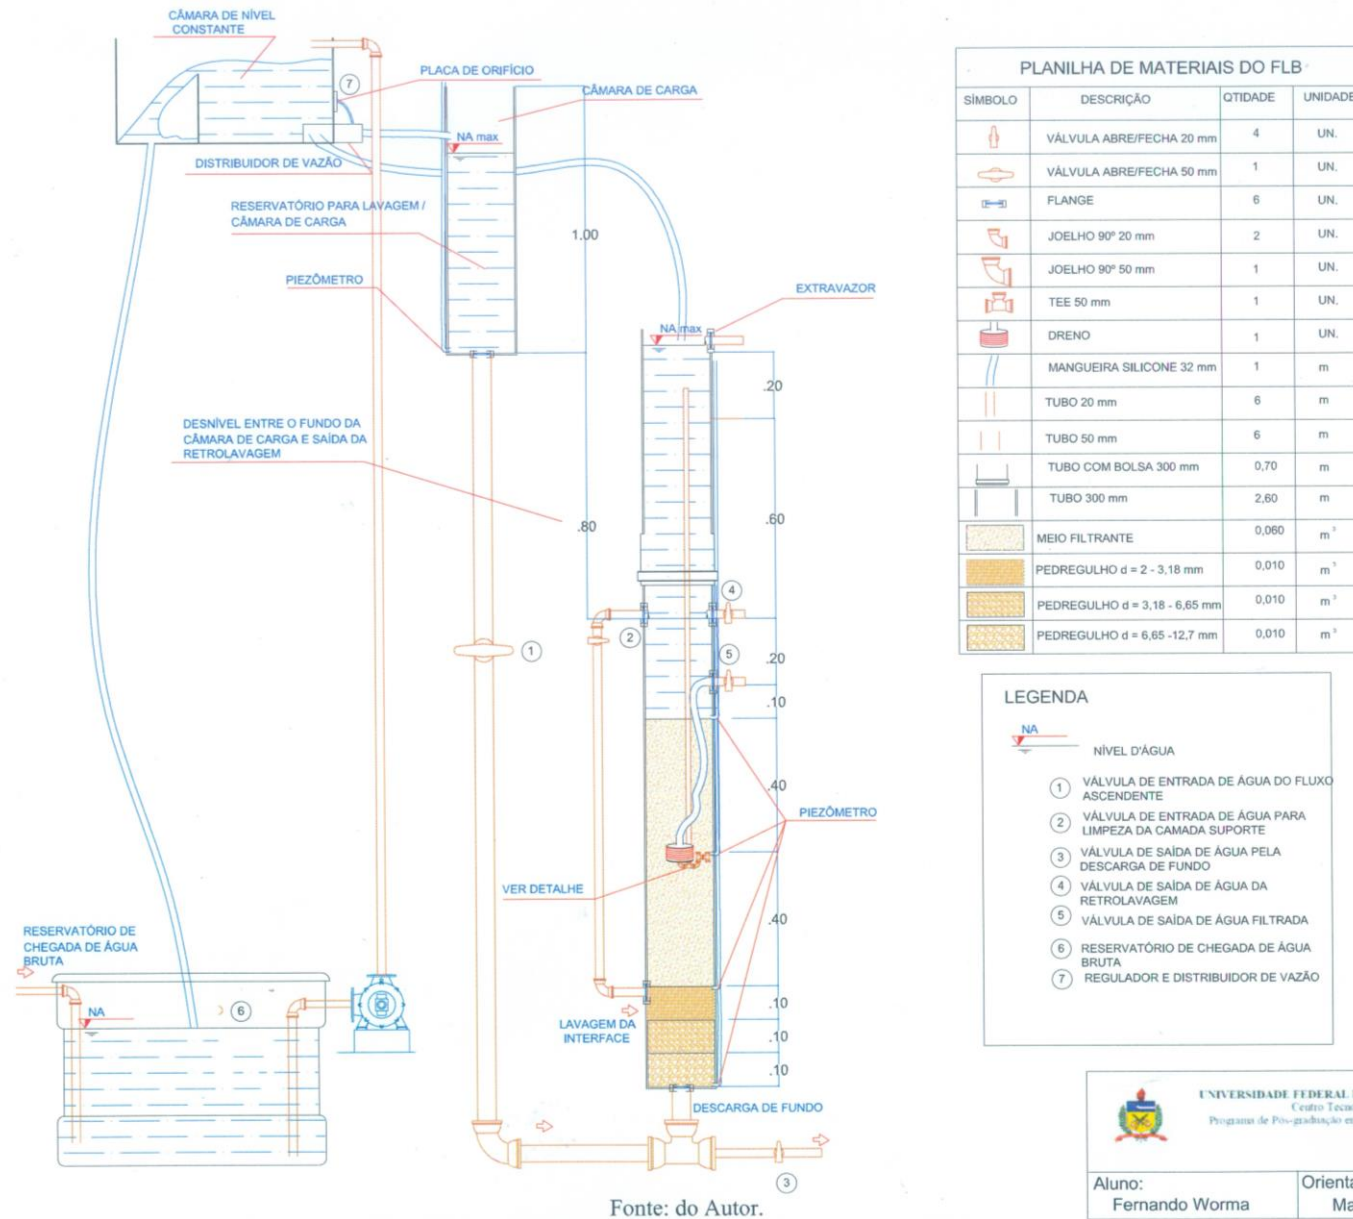 CÂMARA DE NÍVEL
CONSTANTE
7
PLACA DE ORIFÍCIO
CÂMARA DE CARGA
NA max
DISTRIBUIDOR DE VAZÃO
RESERVATÓRIO PARA LAVAGEM /
CÂMARA DE CARGA
1.00
PIEZÔMETRO
EXTRAVAZOR
NA max
.20
DESNÍVEL ENTRE O FUNDO DA
CÂMARA DE CARGA E SAÍDA DA
RETROLAVAGEM
.80
.60
4
2
1
5
.20
.10
.40
PIEZÔMETRO
VER DETALHE
.40
RESERVATÓRIO DE
CHEGADA DE ÁGUA
BRUTA
NA
6
LAVAGEM DA
INTERFACE
.10
.10
.10
DESCARGA DE FUNDO
3
Fonte: do Autor.
PLANILHA DE MATERIAIS DO FLB
SÍMBOLO DESCRIÇÃO QTIDADE UNIDADE
VÁLVULA ABRE/FECHA 20 mm 4 UN.
VÁLVULA ABRE/FECHA 50 mm 1 UN.
FLANGE 6 UN.
JOELHO 90º 20 mm 2 UN.
JOELHO 90º 50 mm 1 UN.
TEE 50 mm 1 UN.
DRENO 1 UN.
MANGUEIRA SILICONE 32 mm 1 m
TUBO 20 mm 6 m
TUBO 50 mm 6 m
TUBO COM BOLSA 300 mm 0,70 m
TUBO 300 mm 2,60 m
MEIO FILTRANTE 0,060 m³
PEDREGULHO d = 2 - 3,18 mm 0,010 m³
PEDREGULHO d = 3,18 - 6,65 mm 0,010 m³
PEDREGULHO d = 6,65 -12,7 mm 0,010 m³
LEGENDA
NA
NÍVEL D'ÁGUA
1 VÁLVULA DE ENTRADA DE ÁGUA DO FLUXO
ASCENDENTE
2 VÁLVULA DE ENTRADA DE ÁGUA PARA
LIMPEZA DA CAMADA SUPORTE
3 VÁLVULA DE SAÍDA DE ÁGUA PELA
DESCARGA DE FUNDO
4 VÁLVULA DE SAÍDA DE ÁGUA DA
RETROLAVAGEM
5 VÁLVULA DE SAÍDA DE ÁGUA FILTRADA
6 RESERVATÓRIO DE CHEGADA DE ÁGUA
BRUTA
7 REGULADOR E DISTRIBUIDOR DE VAZÃO
UNIVERSIDADE FEDERAL
Centro
Programa de Pós-graduação em
Aluno:
Fernando Worma